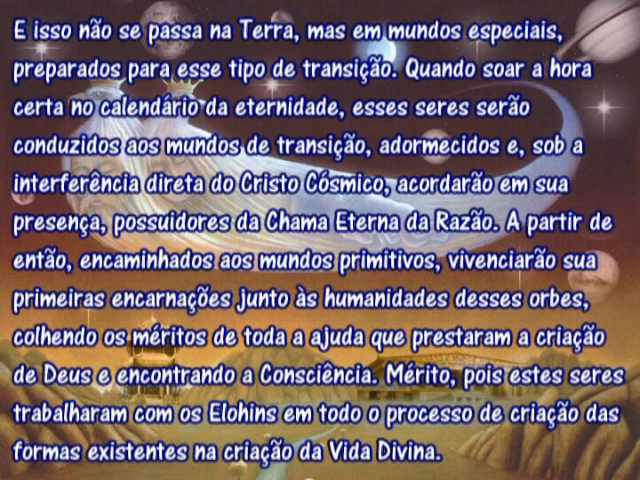 E isso não se passa na Terra, mas em mundos especiais,
preparados para esse tipo de transição. Quando soar a hora
certa no calendário da eternidade, esses seres serão
conduzidos aos mundos de transição, adormecidos e, sob a
interferência direta do Cristo Cósmico, acordarão em sua
presença, possuidores da Chama Eterna da Razão. A partir de
então, encaminhados aos mundos primitivos, vivenciarão sua
primeiras encarnações junto às humanidades desses orbes,
colhendo os méritos de toda a ajuda que prestaram a criação
de Deus e encontrando a Consciência. Mérito, pois estes seres
trabalharam com os Elohins em todo o processo de criação das
formas existentes na criação da Vida Divina.